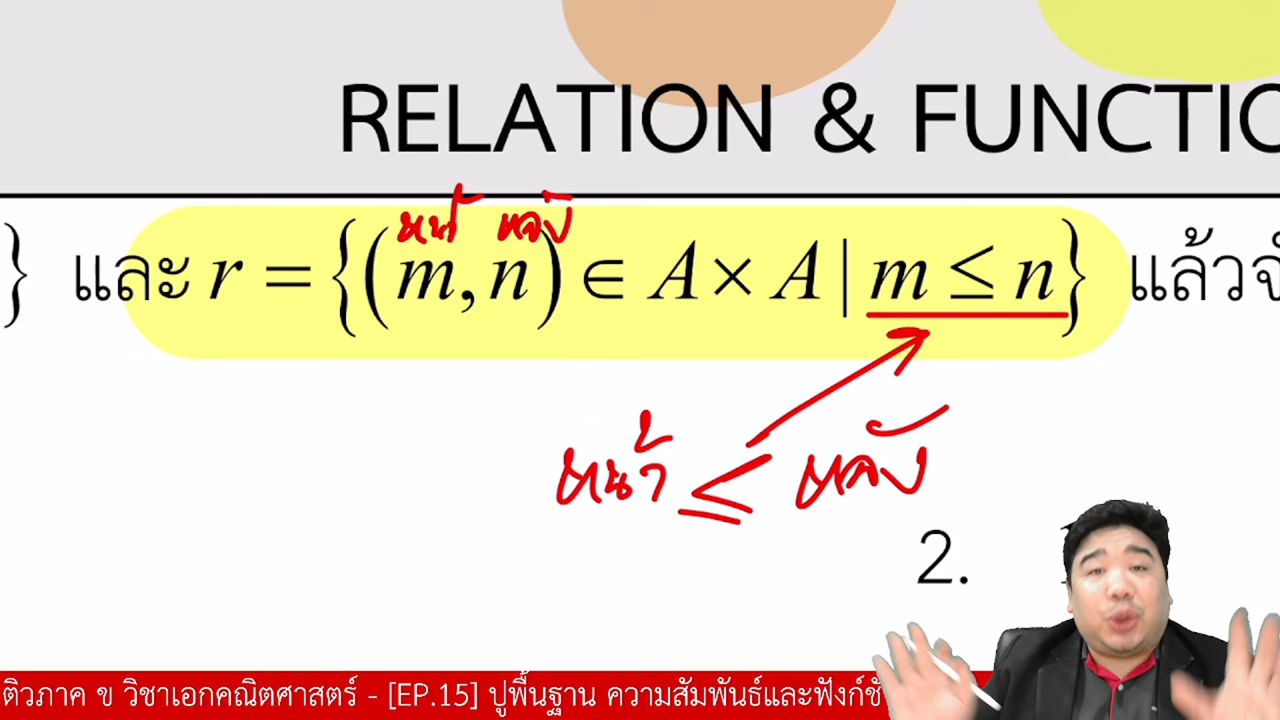 RELATION & FUNCTIO
หน้า หลัง
} และ r = {(m, n) ∈ A × A | m ≤ n} แล้วจั
หน้า ≤ หลัง
2.
ติวภาค ข วิชาเอกคณิตศาสตร์ - [EP.15] ปูพื้นฐาน ความสัมพันธ์และฟังก์ชั